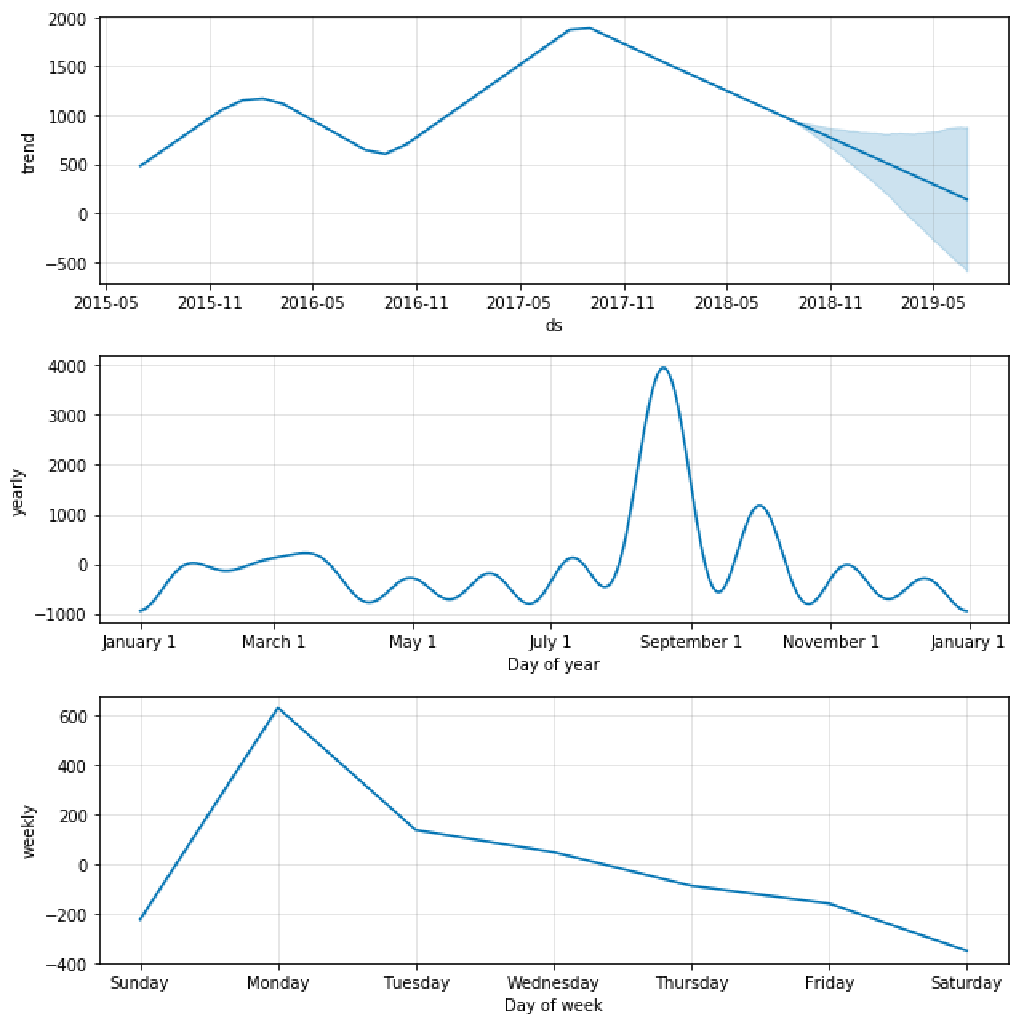 2000
1500
1000
500
0
−500
trend
2015-05 2015-11 2016-05 2016-11 2017-05 2017-11 2018-05 2018-11 2019-05
ds
4000
3000
2000
1000
0
−1000
yearly
January 1 March 1 May 1 July 1 September 1 November 1 January 1
Day of year
600
400
200
0
−200
−400
weekly
Sunday Monday Tuesday Wednesday Thursday Friday Saturday
Day of week